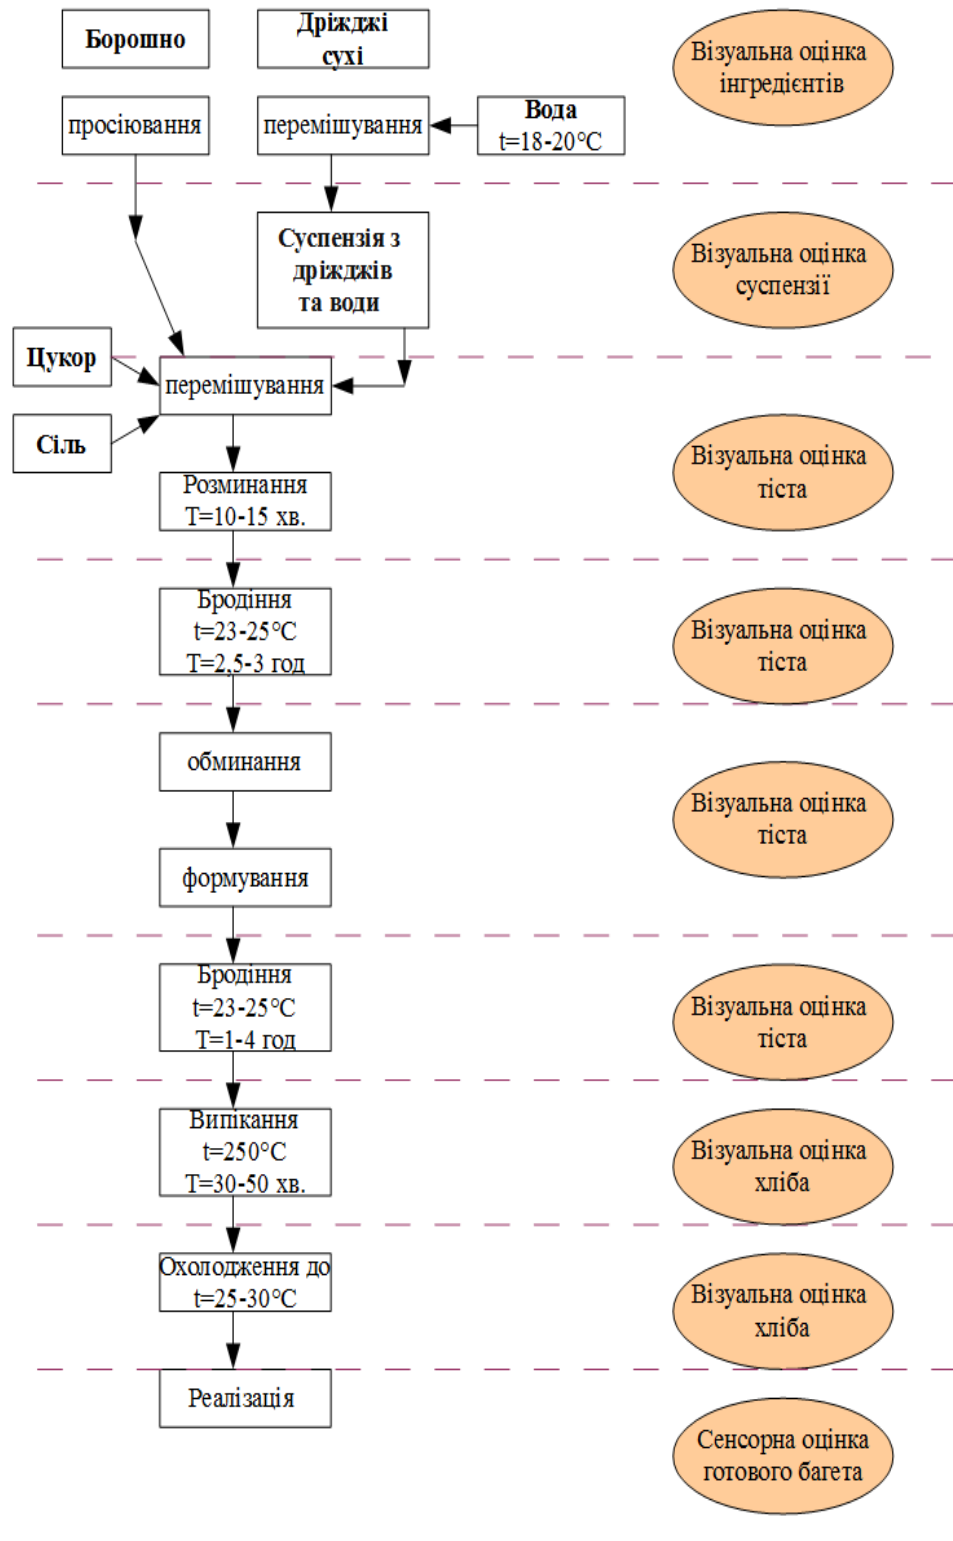 Борошно
Дріжджі
сухі
Візуальна оцінка
інгредієнтів
просіювання
перемішування
Вода
t=18-20°C
Суспензія з
дріжджів
та води
Візуальна оцінка
суспензії
Цукор
перемішування
Сіль
Візуальна оцінка
тіста
Розминання
Т=10-15 хв.
Бродіння
t=23-25°C
Т=2,5-3 год
Візуальна оцінка
тіста
обминання
Візуальна оцінка
тіста
формування
Бродіння
t=23-25°C
Т=1-4 год
Візуальна оцінка
тіста
Випікання
t=250°C
Т=30-50 хв.
Візуальна оцінка
хліба
Охолодження до
t=25-30°C
Візуальна оцінка
хліба
Реалізація
Сенсорна оцінка
готового багета